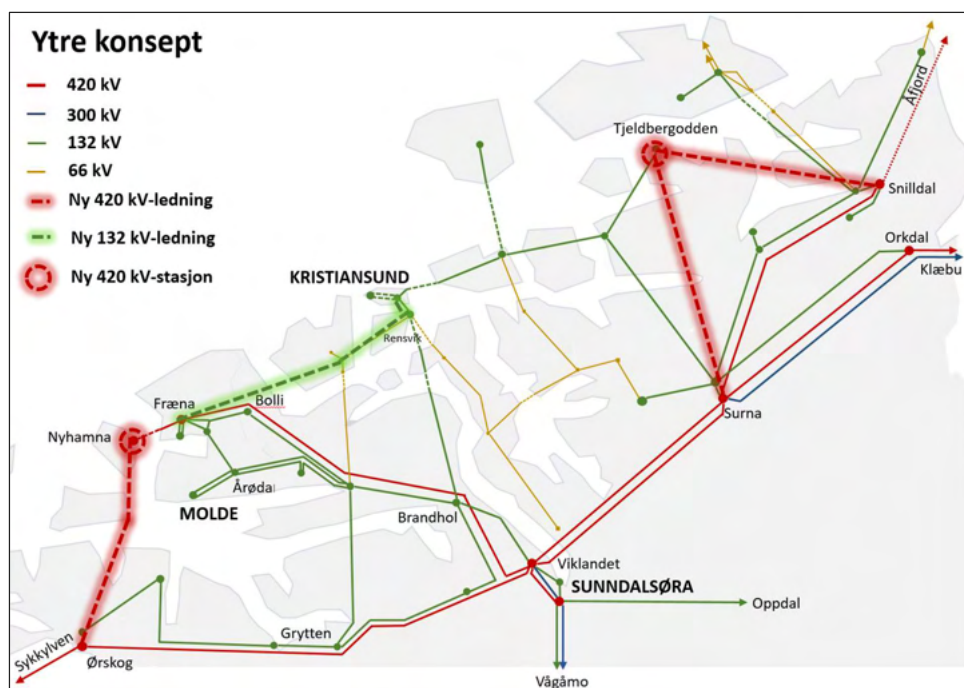 Ytre konsept
420 kV
300 kV
132 kV
66 kV
Ny 420 kV-ledning
Ny 132 kV-ledning
Ny 420 kV-stasjon
Tjeldbergodden
Åfjord
Snilldal
Orkdal
Klæbu
KRISTIANSUND
Rensvik
Fræna
Bolli
Nyhamna
Surna
Årødal
MOLDE
Brandhol
Viklandet
SUNNDALSØRA
Oppdal
Grytten
Sykkylven
Ørskog
Vågåmo